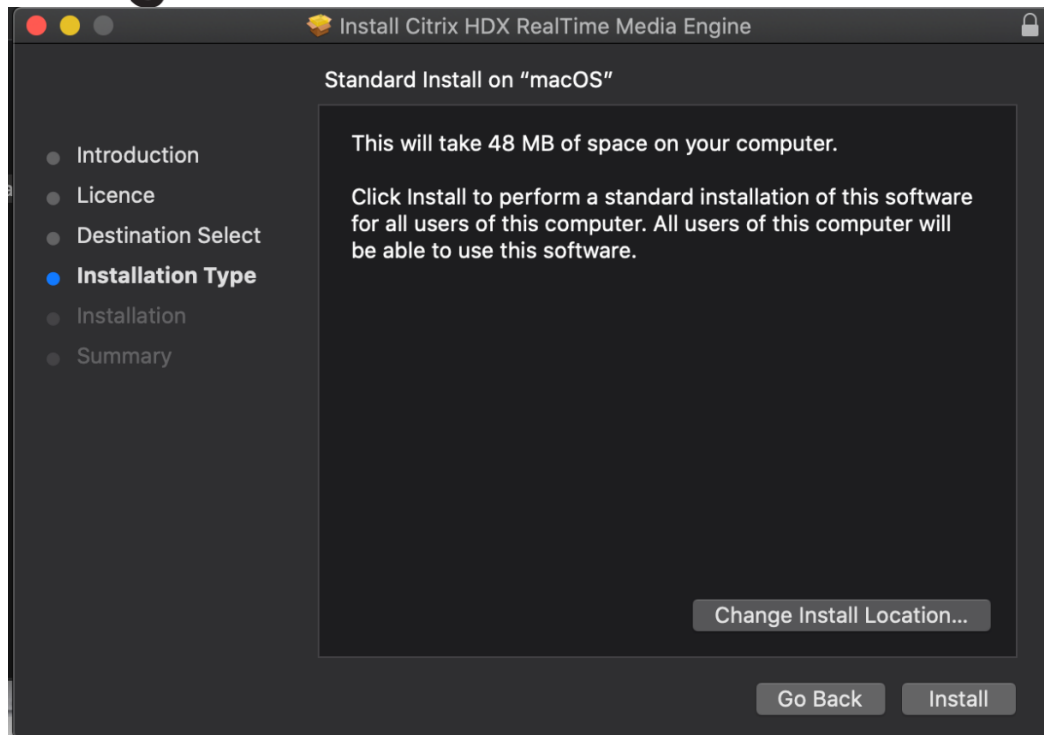 Install Citrix HDX RealTime Media Engine
Standard Install on “macOS”
Introduction
Licence
Destination Select
Installation Type
Installation
Summary
This will take 48 MB of space on your computer.
Click Install to perform a standard installation of this software
for all users of this computer. All users of this computer will
be able to use this software.
Change Install Location...
Go Back
Install